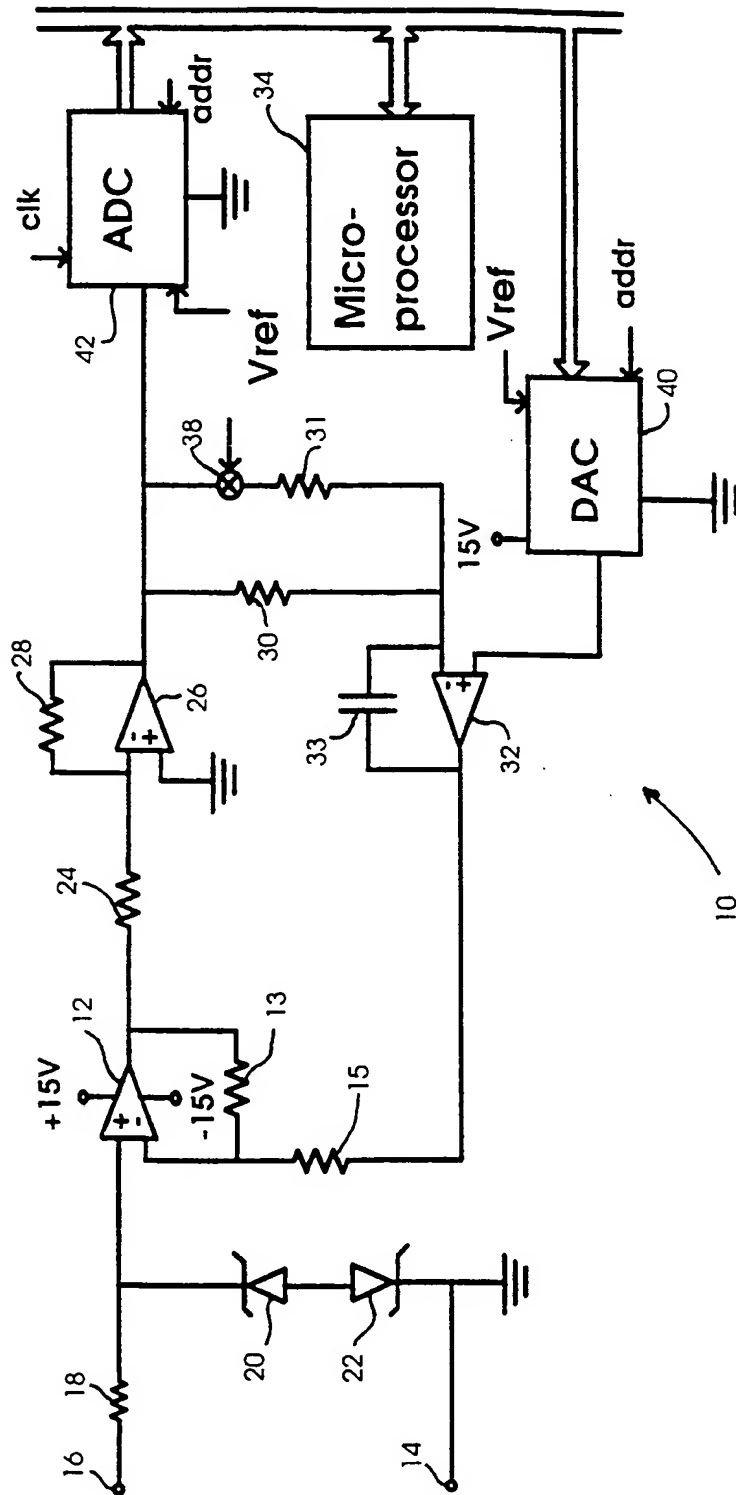 clk
ADC
addr
42
Vref
34
Micro-
processor
38
31
Vref
addr
40
15V
DAC
28
26
30
33
32
24
12
+15V
-15V
13
15
18
16
20
22
14
10